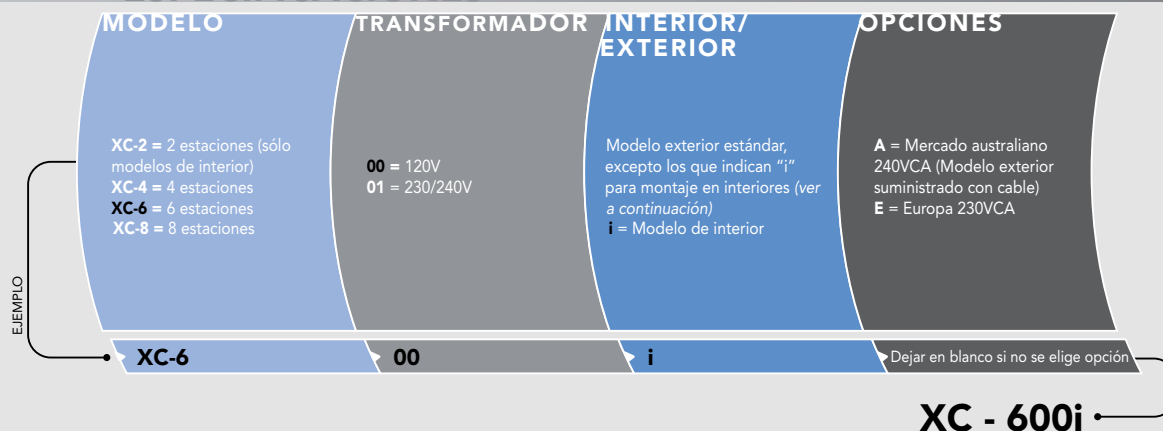 MODELO
XC-2 = 2 estaciones (sólo
modelos de interior)
XC-4 = 4 estaciones
XC-6 = 6 estaciones
XC-8 = 8 estaciones
TRANSFORMADOR
00 = 120V
01 = 230/240V
INTERIOR/
EXTERIOR
Modelo exterior estándar,
excepto los que indican "i"
para montaje en interiores (ver
a continuación)
i = Modelo de interior
OPCIONES
A = Mercado australiano
240VCA (Modelo exterior
suministrado con cable)
E = Europa 230VCA
EJEMPLO
XC-6
00
i
Dejar en blanco si no se elige opción
XC - 600i